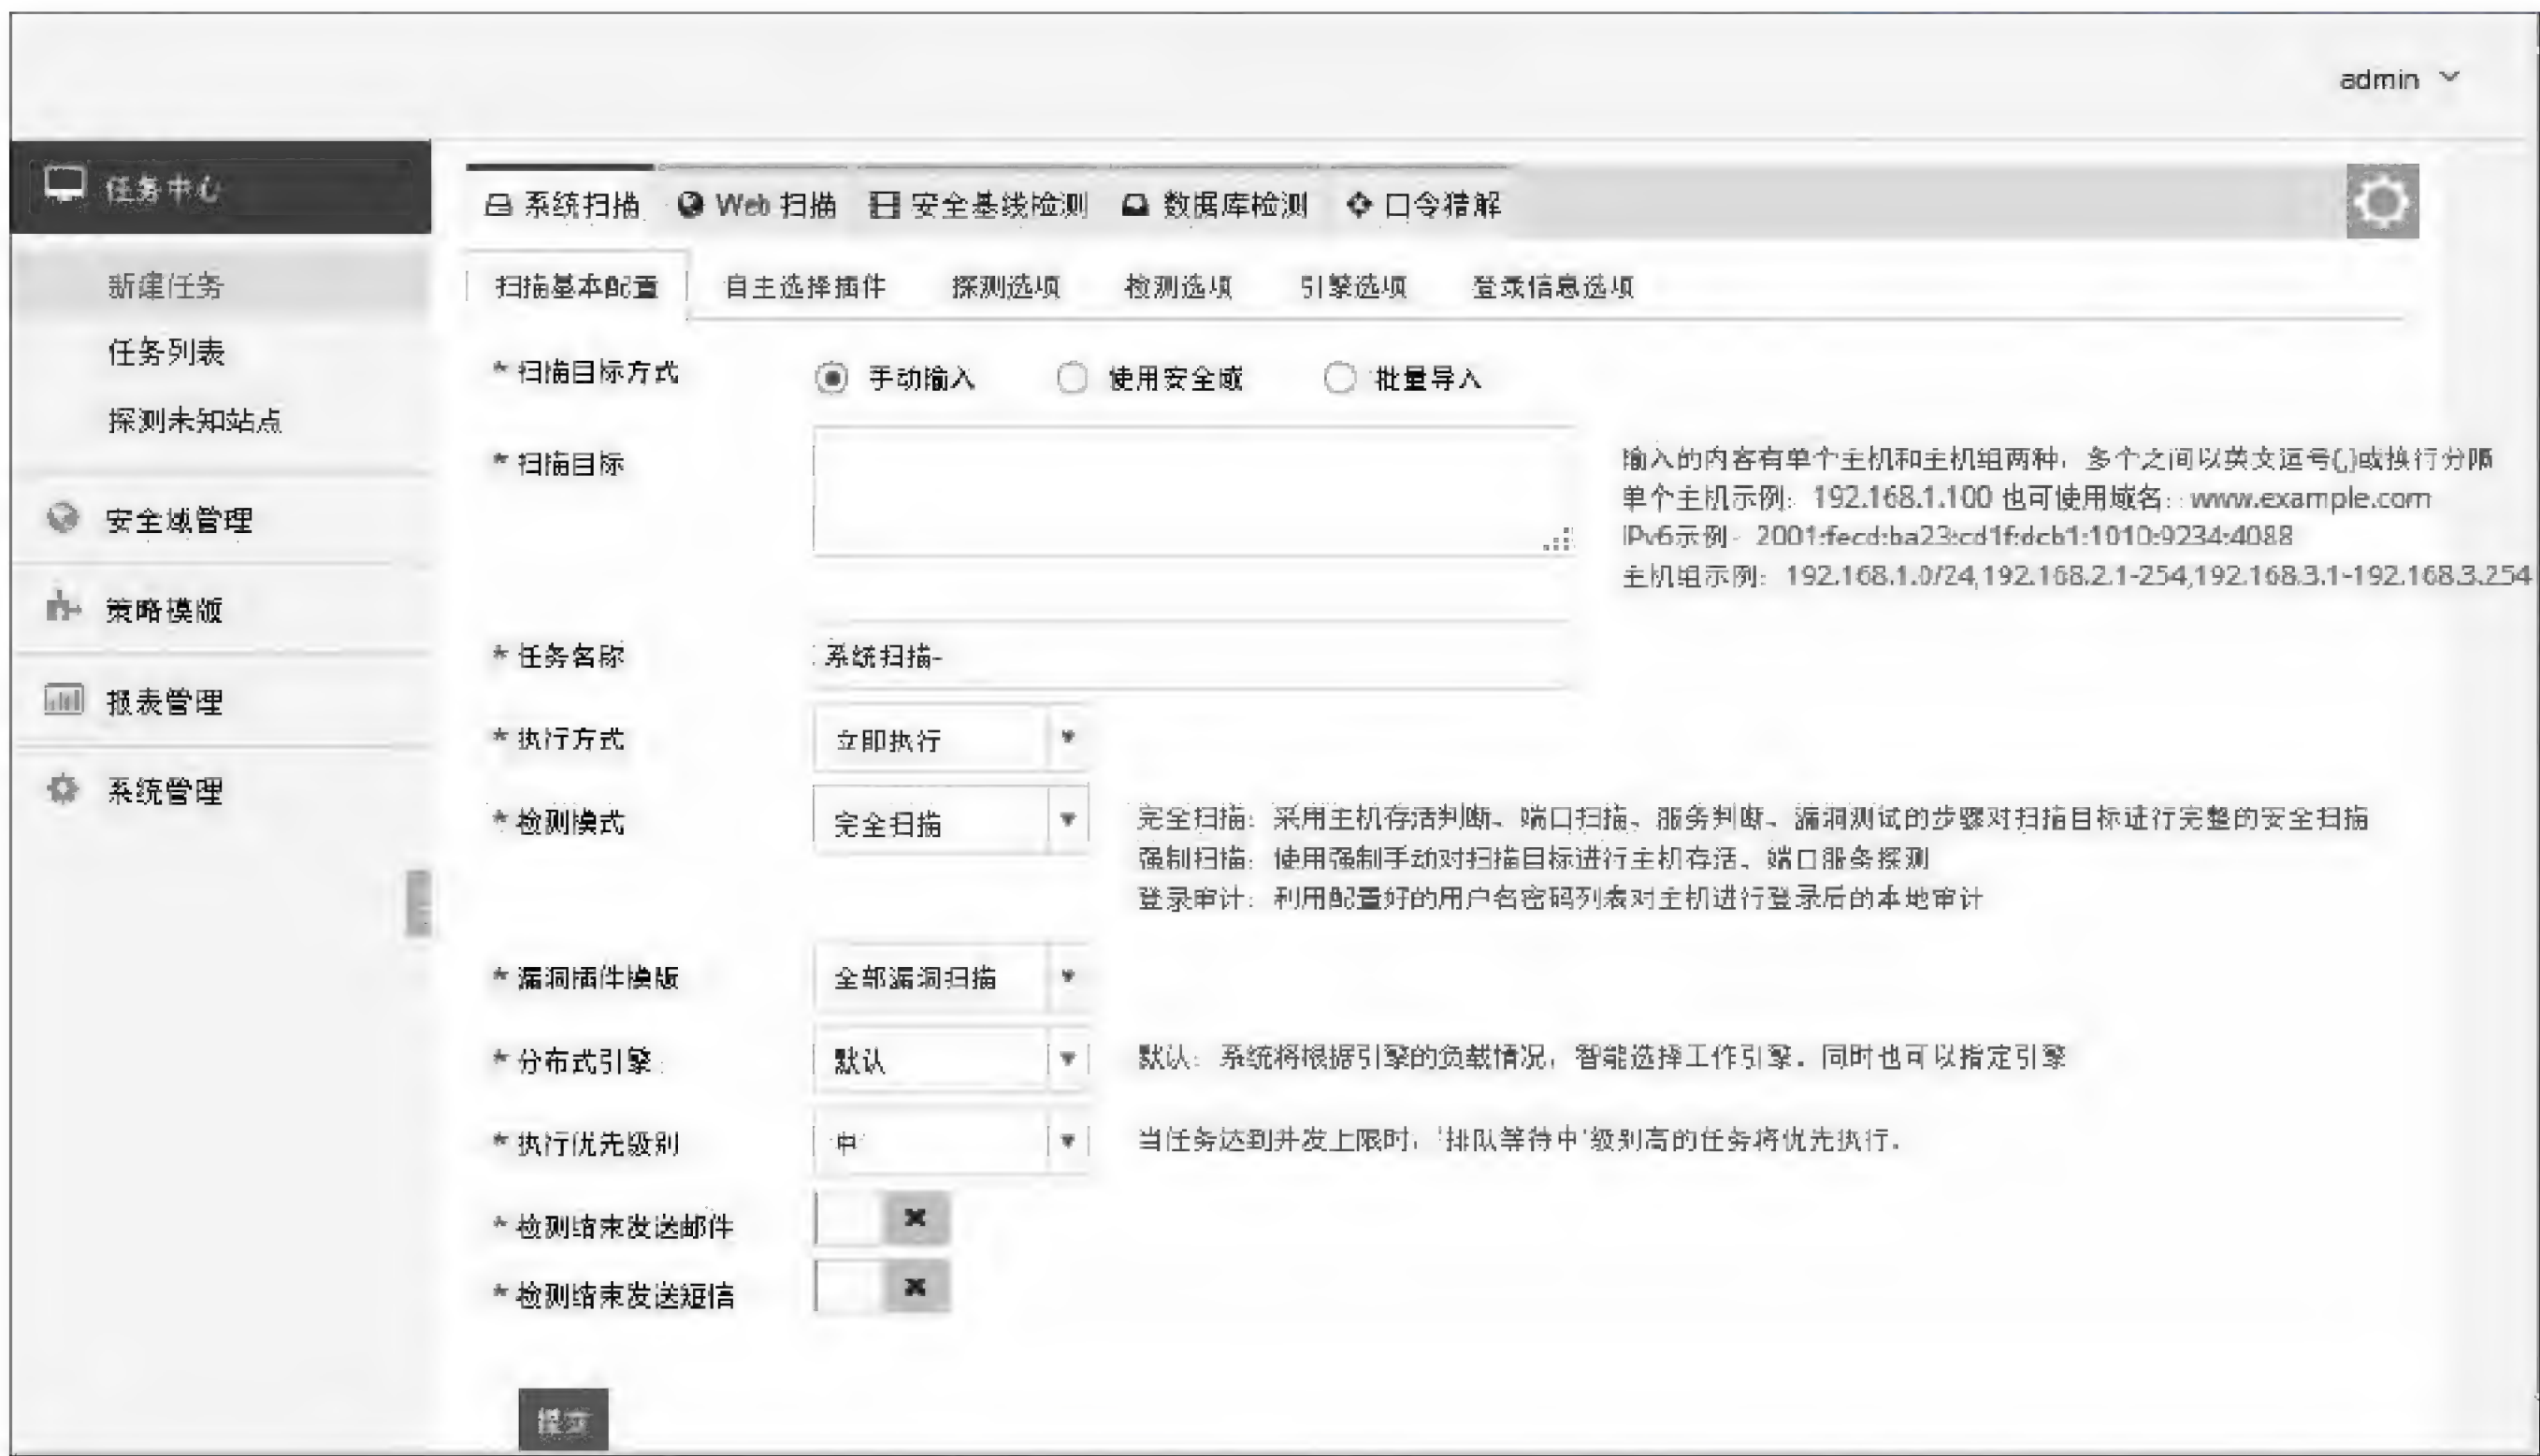 admin
任务中心
新建任务
任务列表
探测未知站点
安全域管理
策略模版
报表管理
系统管理
系统扫描 Web 扫描 安全基线检测 数据库检测 口令猜解
扫描基本配置 自主选择插件 探测选项 检测选项 引擎选项 登录信息选项
* 扫描目标方式 手动输入 使用安全域 批量导入
* 扫描目标
输入的内容有单个主机和主机组两种，多个之间以英文逗号(,)或换行分隔
单个主机示例：192.168.1.100 也可使用域名：www.example.com
IPv6示例：2001:fecd:ba23:cd1f:dcb1:1010:9234:4088
主机组示例：192.168.1.0/24,192.168.2.1-254,192.168.3.1-192.168.3.254
* 任务名称 系统扫描-
* 执行方式 立即执行
* 检测模式 完全扫描
完全扫描：采用主机存活判断、端口扫描、服务判断、漏洞测试的步骤对扫描目标进行完整的安全扫描
强制扫描：使用强制手动对扫描目标进行主机存活、端口服务探测
登录审计：利用配置好的用户名密码列表对主机进行登录后的本地审计
* 漏洞插件模版 全部漏洞扫描
* 分布式引擎 默认 默认：系统将根据引擎的负载情况，智能选择工作引擎。同时也可以指定引擎
* 执行优先级别 中 当任务达到并发上限时，'排队等待中'级别高的任务将优先执行。
* 检测结束发送邮件
* 检测结束发送短信
提交